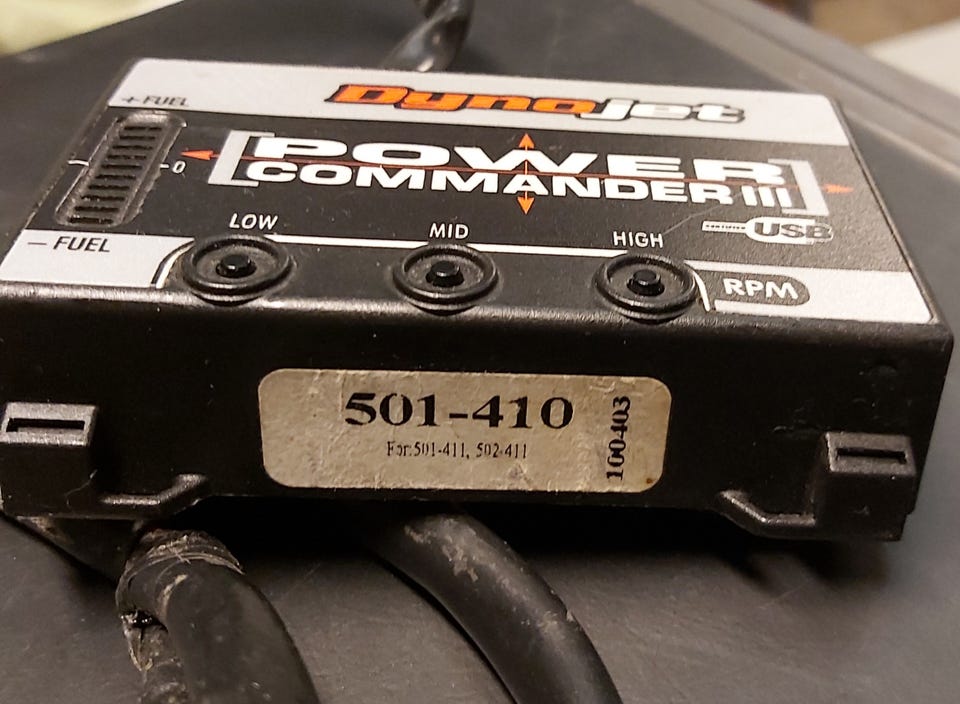 +FUEL
Dynojet
0
POWER
COMMANDER III
USB
– FUEL
LOW
MID
HIGH
RPM
501-410
For:501-411, 502-411
100403